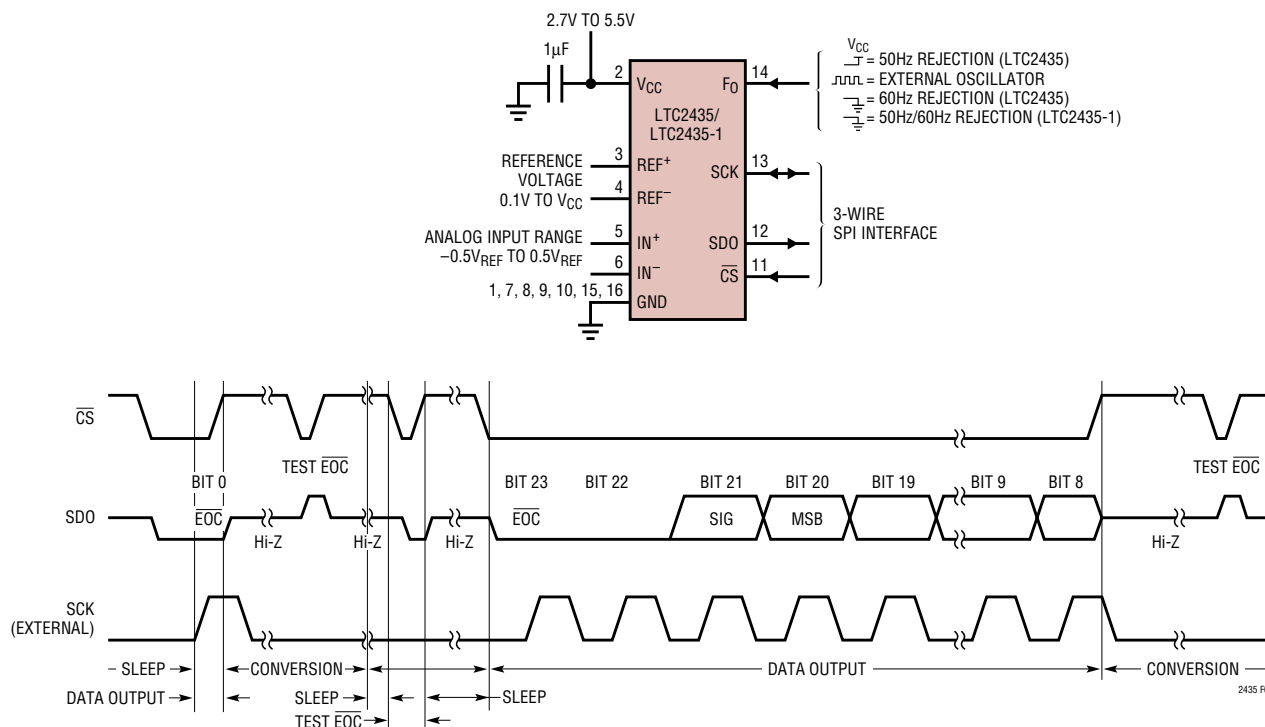 2.7V TO 5.5V
1µF
2
VCC
14
FO
VCC
= 50Hz REJECTION (LTC2435)
= EXTERNAL OSCILLATOR
= 60Hz REJECTION (LTC2435)
= 50Hz/60Hz REJECTION (LTC2435-1)
LTC2435/
LTC2435-1
REFERENCE
VOLTAGE
0.1V TO VCC
3
REF+
4
REF–
13
SCK
ANALOG INPUT RANGE
–0.5VREF TO 0.5VREF
5
IN+
6
IN–
12
SDO
11
CS
3-WIRE
SPI INTERFACE
1, 7, 8, 9, 10, 15, 16
GND
CS
TEST EOC
TEST EOC
BIT 0
BIT 23
BIT 22
BIT 21
BIT 20
BIT 19
BIT 9
BIT 8
SDO
EOC
EOC
SIG
MSB
Hi-Z
Hi-Z
Hi-Z
Hi-Z
SCK
(EXTERNAL)
SLEEP
CONVERSION
DATA OUTPUT
CONVERSION
DATA OUTPUT
SLEEP
SLEEP
TEST EOC
2435